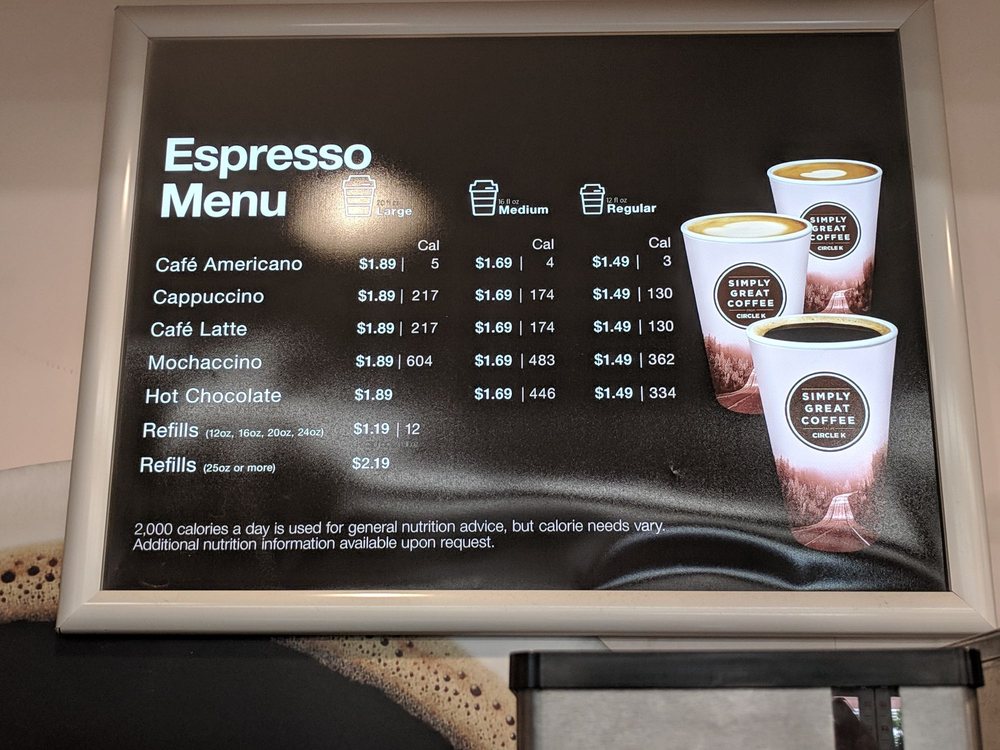 Espresso
Menu
20 fl oz Large
16 fl oz Medium
12 fl oz Regular
Cal Cal Cal
Café Americano $1.89 | 5 $1.69 | 4 $1.49 | 3
Cappuccino $1.89 | 217 $1.69 | 174 $1.49 | 130
Café Latte $1.89 | 217 $1.69 | 174 $1.49 | 130
Mochaccino $1.89 | 604 $1.69 | 483 $1.49 | 362
Hot Chocolate $1.89 $1.69 | 446 $1.49 | 334
Refills (12oz, 16oz, 20oz, 24oz) $1.19 | 12
Refills (25oz or more) $2.19
2,000 calories a day is used for general nutrition advice, but calorie needs vary.
Additional nutrition information available upon request.
SIMPLY
GREAT
COFFEE
CIRCLE K
SIMPLY
GREAT
COFFEE
CIRCLE K
SIMPLY
GREAT
COFFEE
CIRCLE K